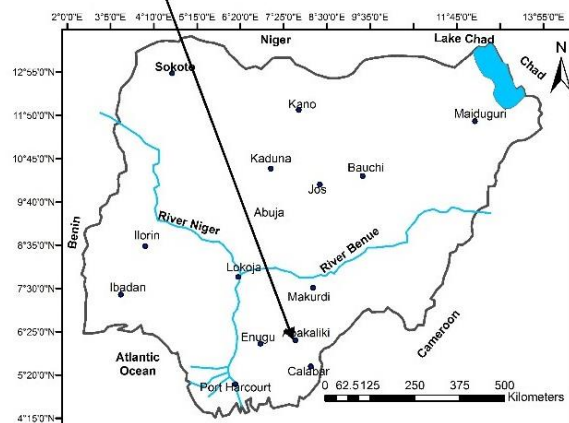 2°0'0"E 3°5'0"E 4°10'0"E 5°15'0"E 6°20'0"E 7°25'0"E 8°30'0"E 9°35'0"E 11°45'0"E 13°55'0"E
Niger
Lake Chad
Chad
N
12°55'0"N
Sokoto
Kano
11°50'0"N
Maiduguri
10°45'0"N
Kaduna
Bauchi
Jos
9°40'0"N
Abuja
Benin
River Niger
8°35'0"N
Ilorin
River Benue
Lokoja
7°30'0"N
Ibadan
Makurdi
6°25'0"N
Enugu
Cameroon
Atlantic
Ocean
5°20'0"N
Calabar
Port Harcourt
0 62.5 125 250 375 500
Kilometers
4°15'0"N